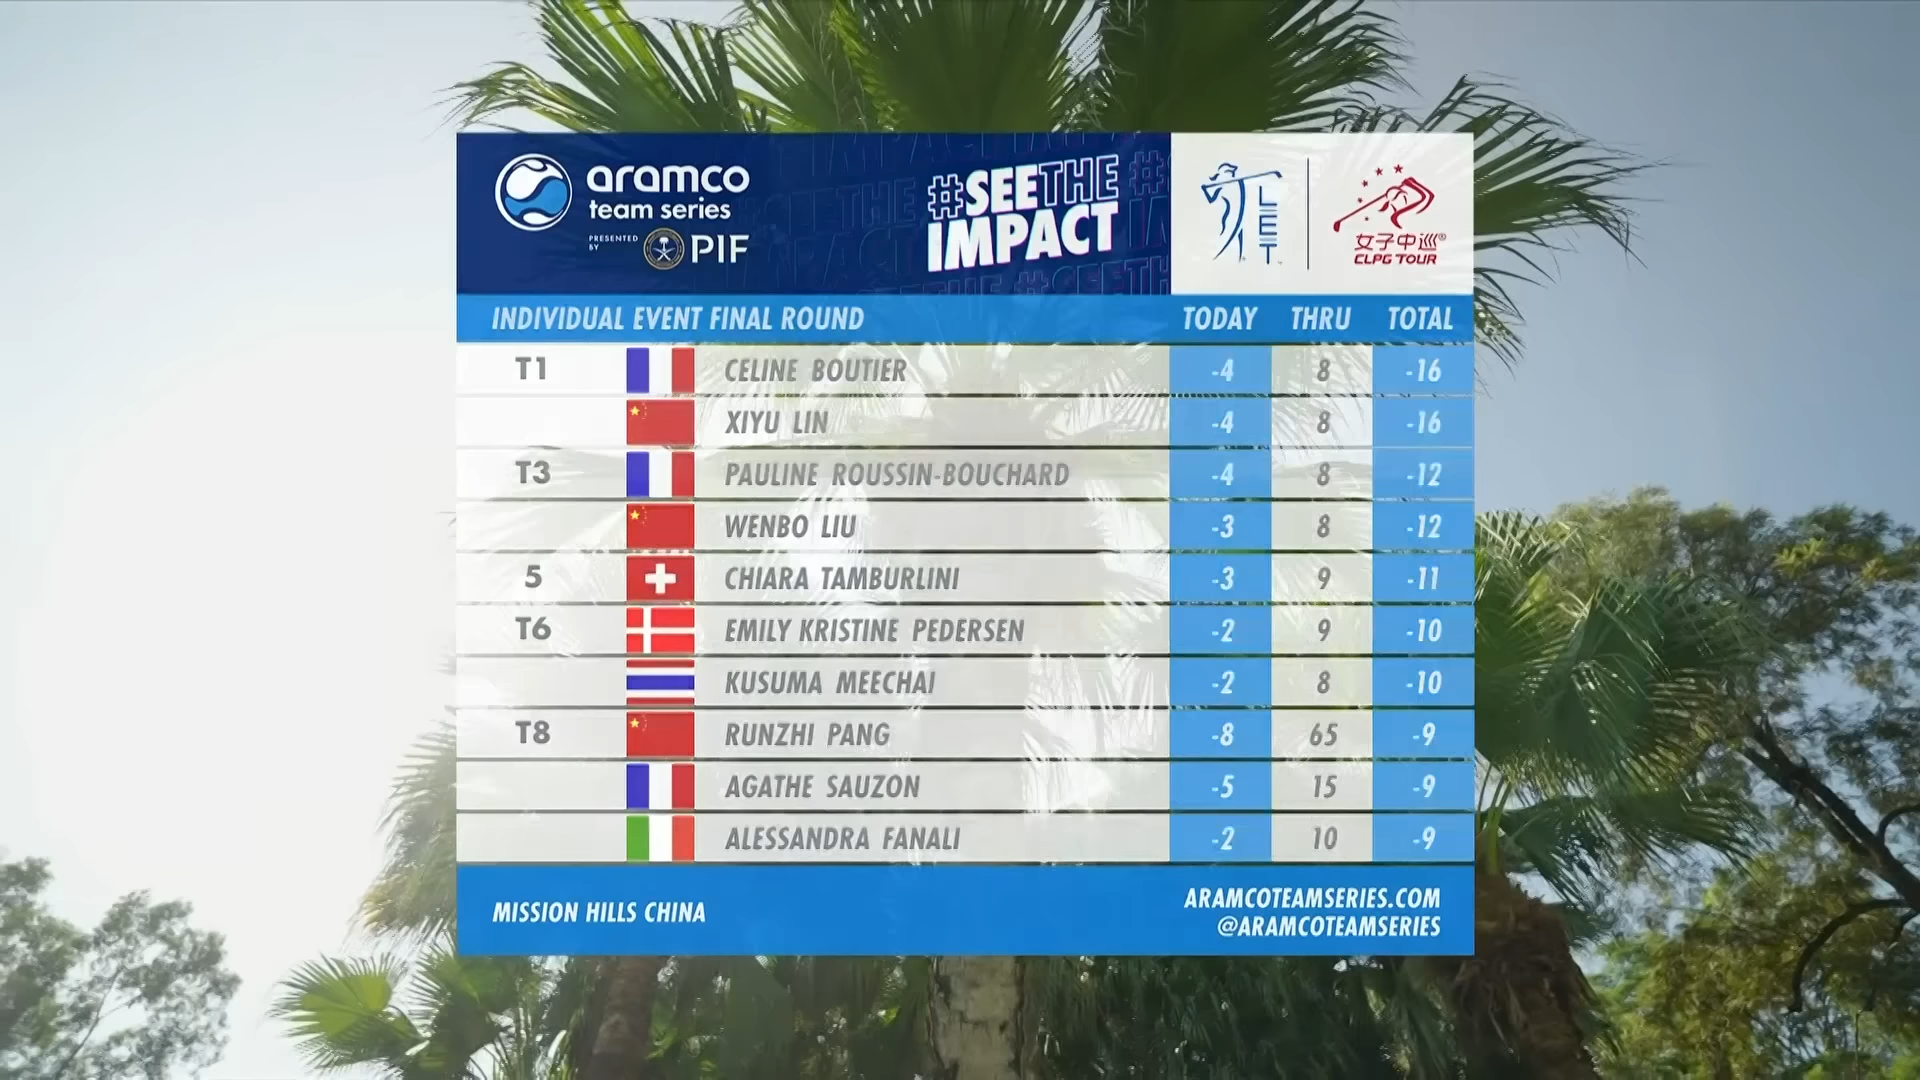 aramco
team series
PRESENTED BY PIF
#SEETHE
IMPACT
LET
女子中巡®
CLPG TOUR
INDIVIDUAL EVENT FINAL ROUND TODAY THRU TOTAL
T1 CELINE BOUTIER -4 8 -16
XIYU LIN -4 8 -16
T3 PAULINE ROUSSIN-BOUCHARD -4 8 -12
WENBO LIU -3 8 -12
5 CHIARA TAMBURLINI -3 9 -11
T6 EMILY KRISTINE PEDERSEN -2 9 -10
KUSUMA MEECHAI -2 8 -10
T8 RUNZHI PANG -8 65 -9
AGATHE SAUZON -5 15 -9
ALESSANDRA FANALI -2 10 -9
MISSION HILLS CHINA
ARAMCOTEAMSERIES.COM
@ARAMCOTEAMSERIES